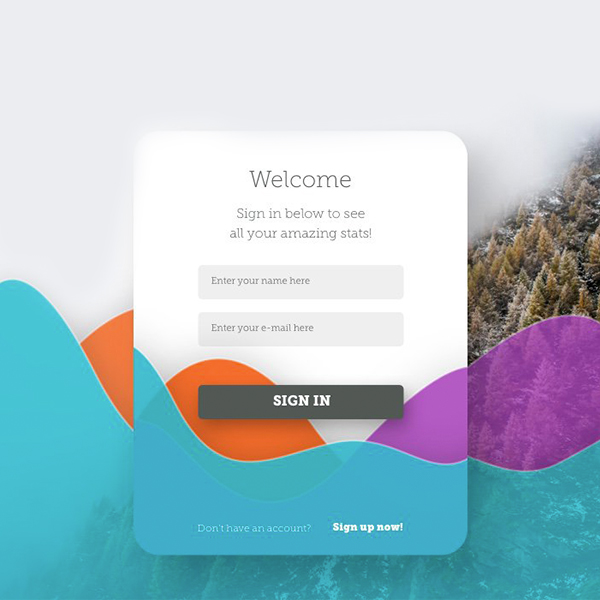 Welcome
Sign in below to see
all your amazing stats!
Enter your name here
Enter your e-mail here
SIGN IN
Don't have an account? Sign up now!